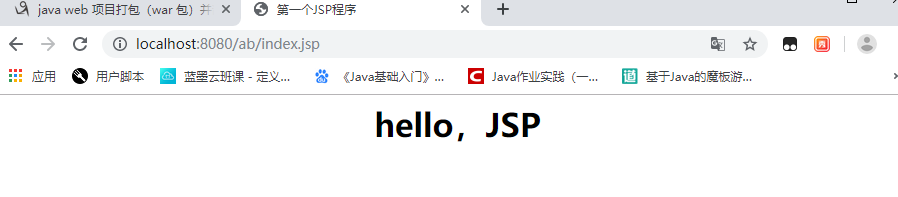 java web 项目打包（war 包）并 第一个JSP程序
localhost:8080/ab/index.jsp
应用 用户脚本 蓝墨云班课 - 定义... 《Java基础入门》... Java作业实践（一... 基于Java的魔板游...
hello，JSP